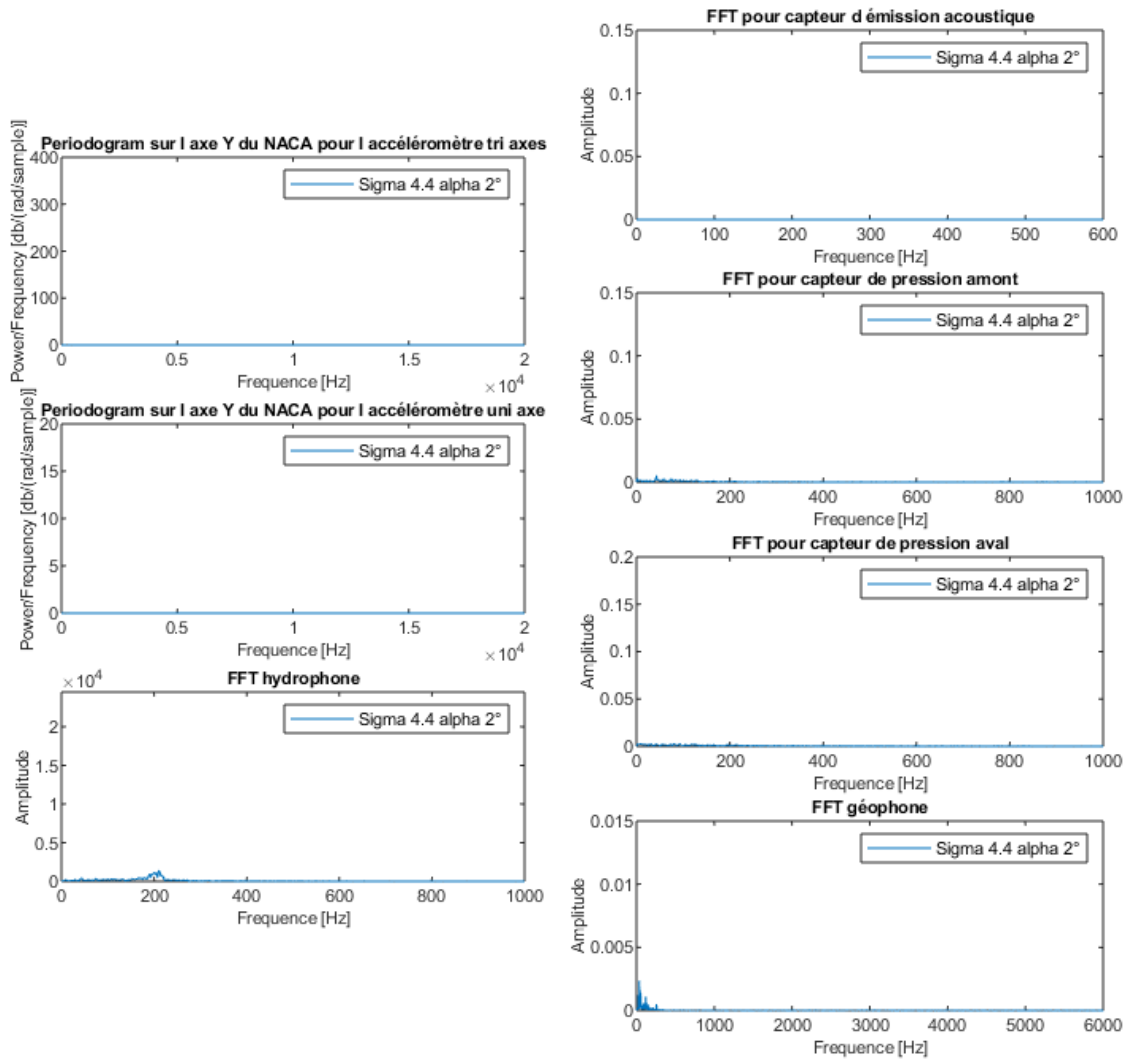 Periodogram sur l axe Y du NACA pour l accéléromètre tri axes
Power/Frequency [db/(rad/sample)]
400
300
200
100
0
Sigma 4.4 alpha 2°
0 0.5 1 1.5 2
Frequence [Hz]
×10^4
Periodogram sur l axe Y du NACA pour l accéléromètre uni axe
Power/Frequency [db/(rad/sample)]
20
15
10
5
0
Sigma 4.4 alpha 2°
0 0.5 1 1.5 2
Frequence [Hz]
×10^4
FFT hydrophone
×10^4
Amplitude
2
1.5
1
0.5
0
Sigma 4.4 alpha 2°
0 200 400 600 800 1000
Frequence [Hz]
FFT pour capteur d émission acoustique
Amplitude
0.15
0.1
0.05
0
Sigma 4.4 alpha 2°
0 100 200 300 400 500 600
Frequence [Hz]
FFT pour capteur de pression amont
Amplitude
0.15
0.1
0.05
0
Sigma 4.4 alpha 2°
0 200 400 600 800 1000
Frequence [Hz]
FFT pour capteur de pression aval
Amplitude
0.2
0.15
0.1
0.05
0
Sigma 4.4 alpha 2°
0 200 400 600 800 1000
Frequence [Hz]
FFT géophone
Amplitude
0.015
0.01
0.005
0
Sigma 4.4 alpha 2°
0 1000 2000 3000 4000 5000 6000
Frequence [Hz]